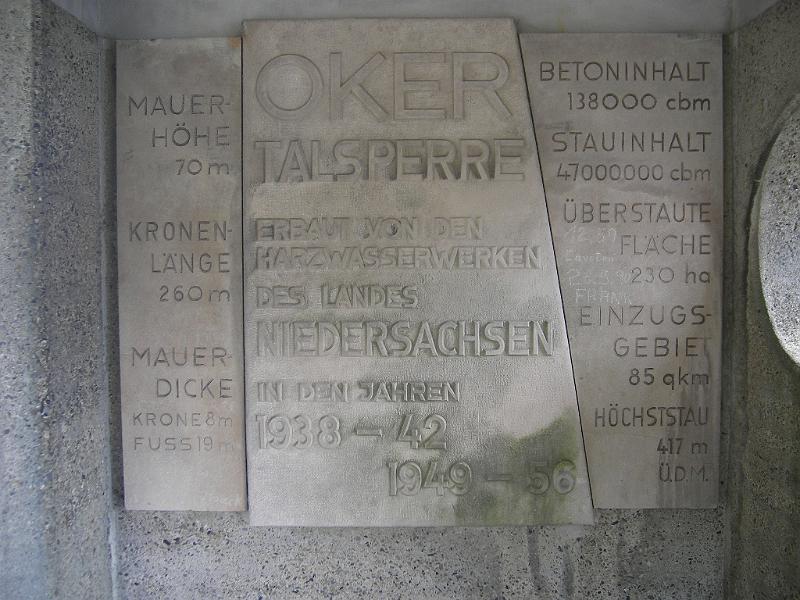 MAUER-
HÖHE
70 m
KRONEN-
LÄNGE
260 m
MAUER-
DICKE
KRONE 8 m
FUSS 19 m
OKER
TALSPERRE
ERBAUT VON DEN
HARZWASSERWERKEN
DES LANDES
NIEDERSACHSEN
IN DEN JAHREN
1938 – 42
1949 – 56
BETONINHALT
138000 cbm
STAUINHALT
47000000 cbm
ÜBERSTAUTE
FLÄCHE
230 ha
FRANK
EINZUGS-
GEBIET
85 qkm
HÖCHSTSTAU
417 m
Ü.D.M.